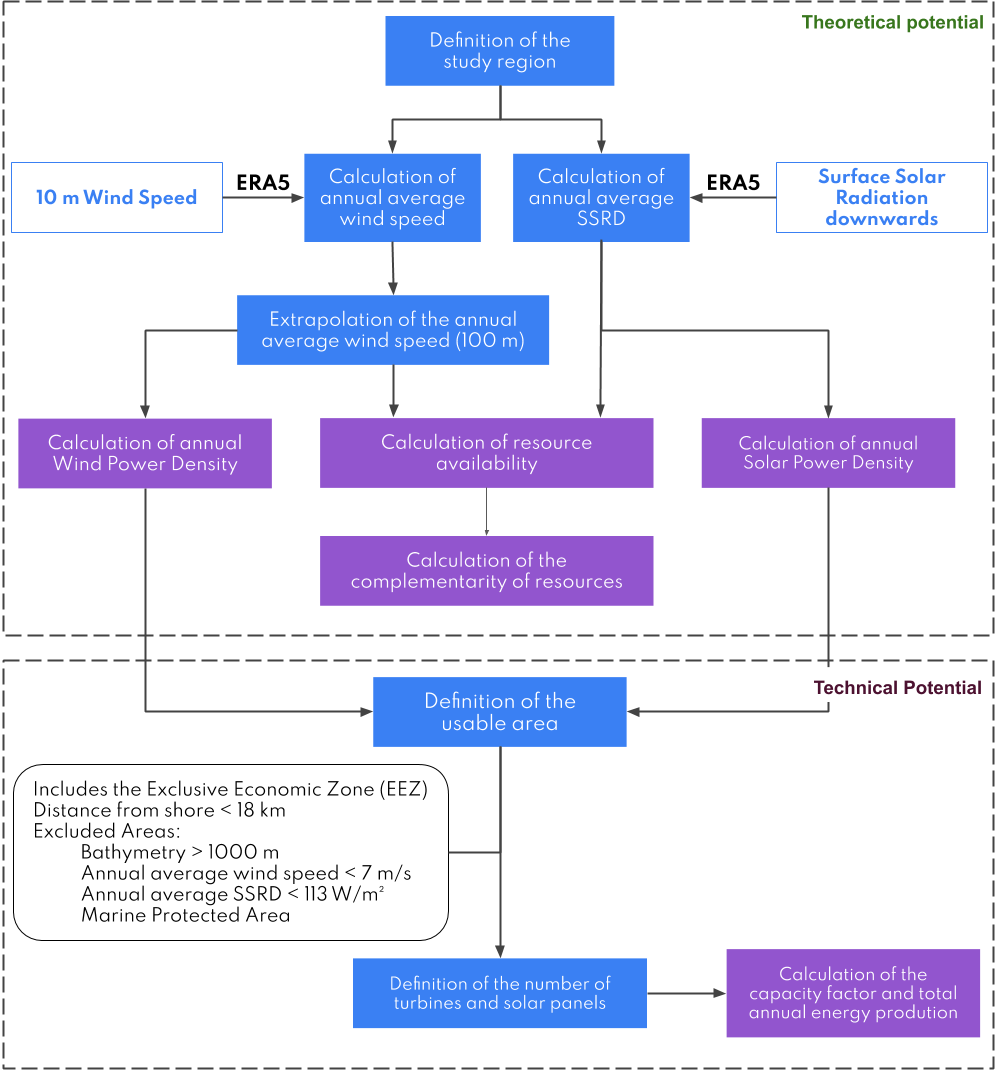 Theoretical potential
Definition of the
study region
10 m Wind Speed
ERA5
Calculation of
annual average
wind speed
Calculation of
annual average
SSRD
ERA5
Surface Solar
Radiation
downwards
Extrapolation of the annual
average wind speed (100 m)
Calculation of annual
Wind Power Density
Calculation of resource
availability
Calculation of annual
Solar Power Density
Calculation of the
complementarity of resources
Technical Potential
Definition of the
usable area
Includes the Exclusive Economic Zone (EEZ)
Distance from shore < 18 km
Excluded Areas:
Bathymetry > 1000 m
Annual average wind speed < 7 m/s
Annual average SSRD < 113 W/m²
Marine Protected Area
Definition of the number of
turbines and solar panels
Calculation of the
capacity factor and total
annual energy prodution